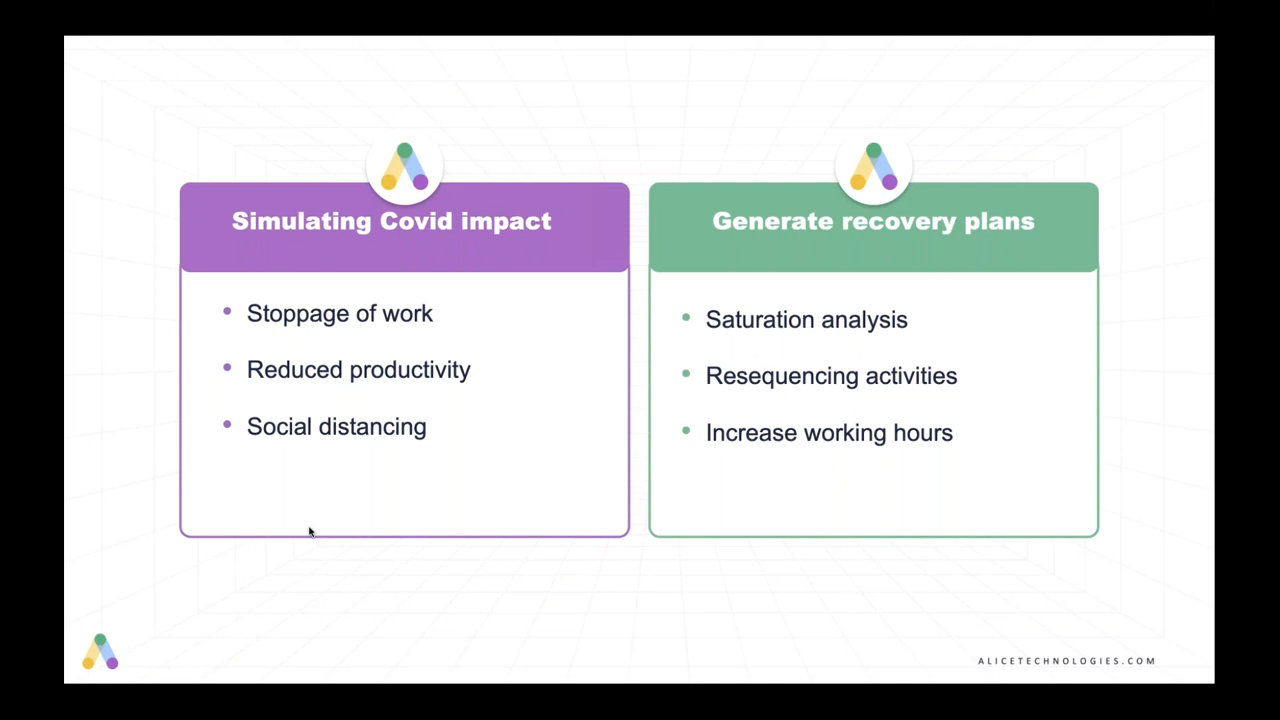 Simulating Covid impact
Stoppage of work
Reduced productivity
Social distancing
Generate recovery plans
Saturation analysis
Resequencing activities
Increase working hours
ALICETECHNOLOGIES.COM